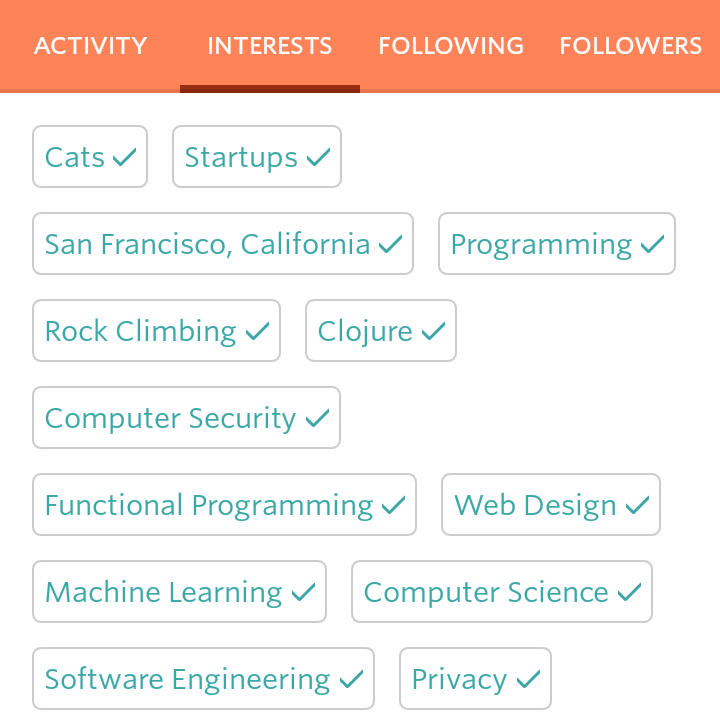 ACTIVITY INTERESTS FOLLOWING FOLLOWERS
Cats Startups
San Francisco, California Programming
Rock Climbing Clojure
Computer Security
Functional Programming Web Design
Machine Learning Computer Science
Software Engineering Privacy